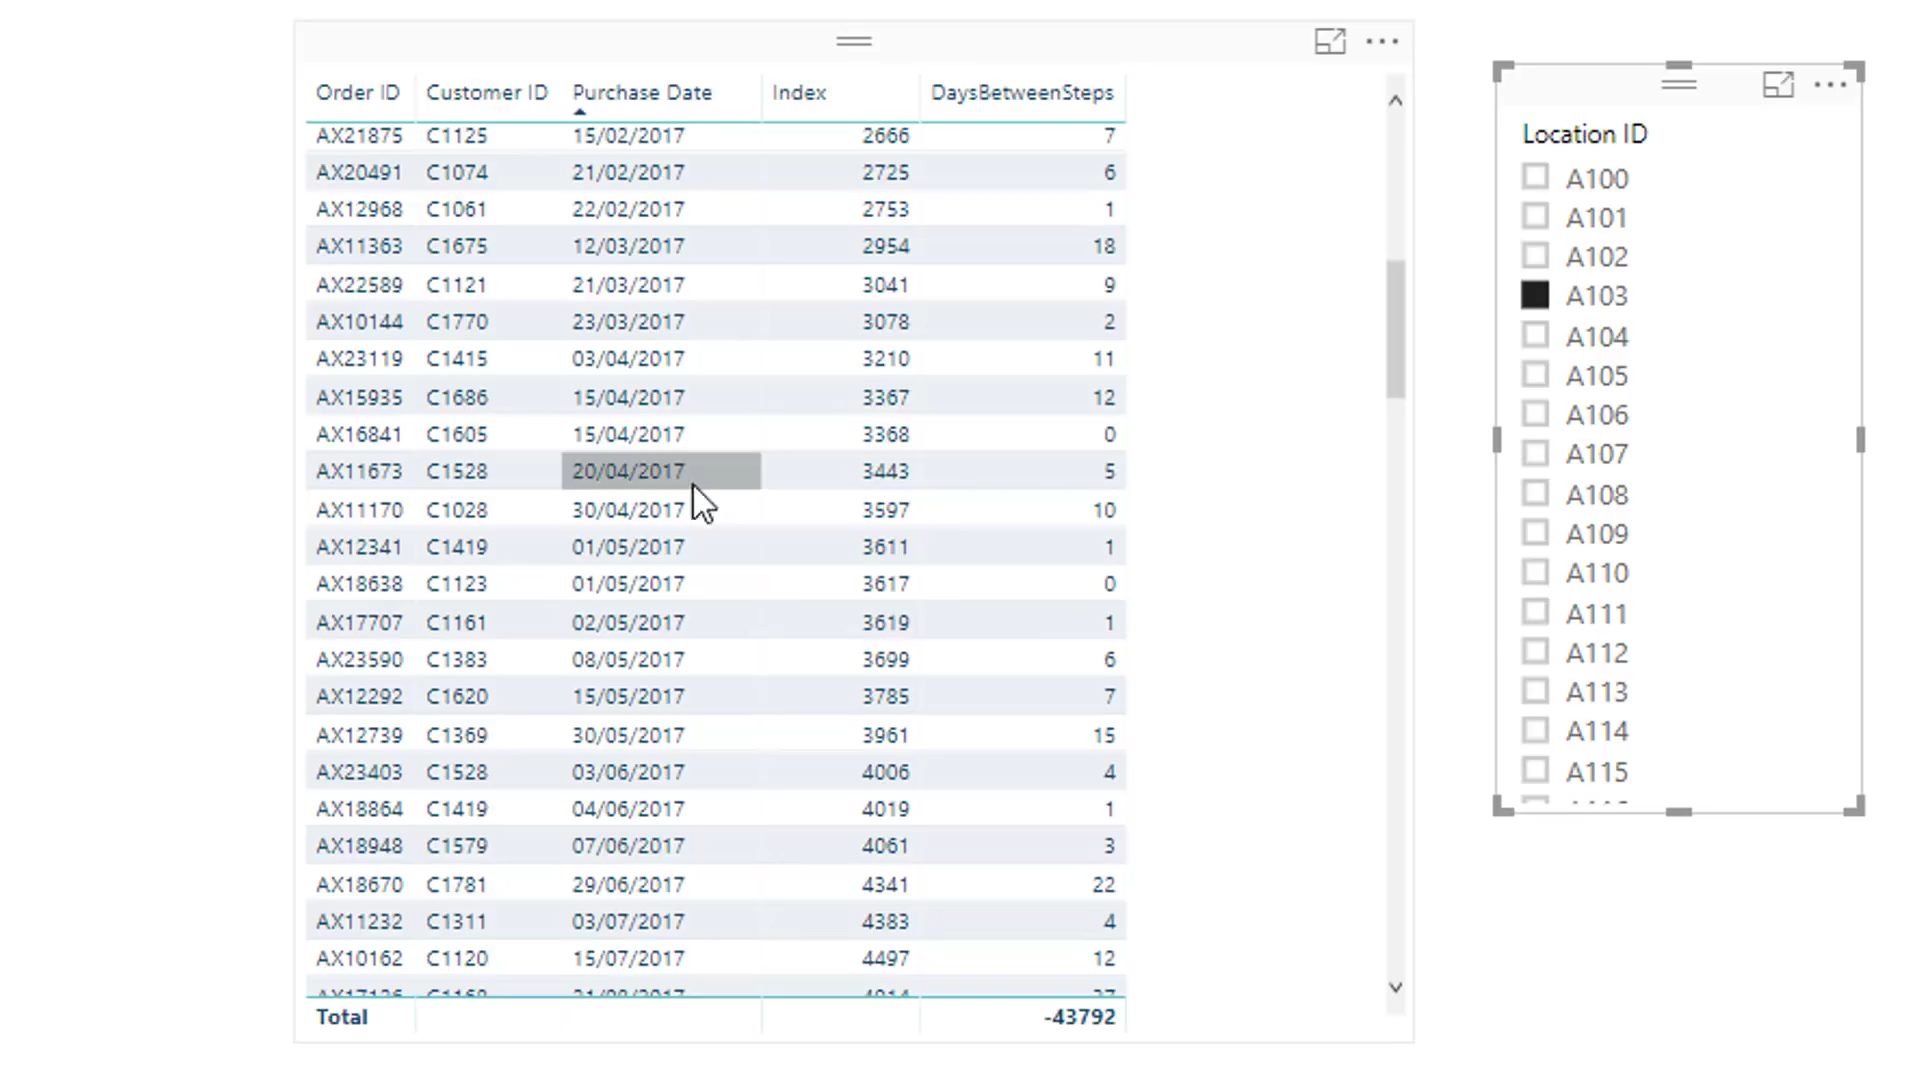 Order ID Customer ID Purchase Date Index DaysBetweenSteps
AX21875 C1125 15/02/2017 2666 7
AX20491 C1074 21/02/2017 2725 6
AX12968 C1061 22/02/2017 2753 1
AX11363 C1675 12/03/2017 2954 18
AX22589 C1121 21/03/2017 3041 9
AX10144 C1770 23/03/2017 3078 2
AX23119 C1415 03/04/2017 3210 11
AX15935 C1686 15/04/2017 3367 12
AX16841 C1605 15/04/2017 3368 0
AX11673 C1528 20/04/2017 3443 5
AX11170 C1028 30/04/2017 3597 10
AX12341 C1419 01/05/2017 3611 1
AX18638 C1123 01/05/2017 3617 0
AX17707 C1161 02/05/2017 3619 1
AX23590 C1383 08/05/2017 3699 6
AX12292 C1620 15/05/2017 3785 7
AX12739 C1369 30/05/2017 3961 15
AX23403 C1528 03/06/2017 4006 4
AX18864 C1419 04/06/2017 4019 1
AX18948 C1579 07/06/2017 4061 3
AX18670 C1781 29/06/2017 4341 22
AX11232 C1311 03/07/2017 4383 4
AX10162 C1120 15/07/2017 4497 12
Total -43792
Location ID
A100
A101
A102
A103
A104
A105
A106
A107
A108
A109
A110
A111
A112
A113
A114
A115